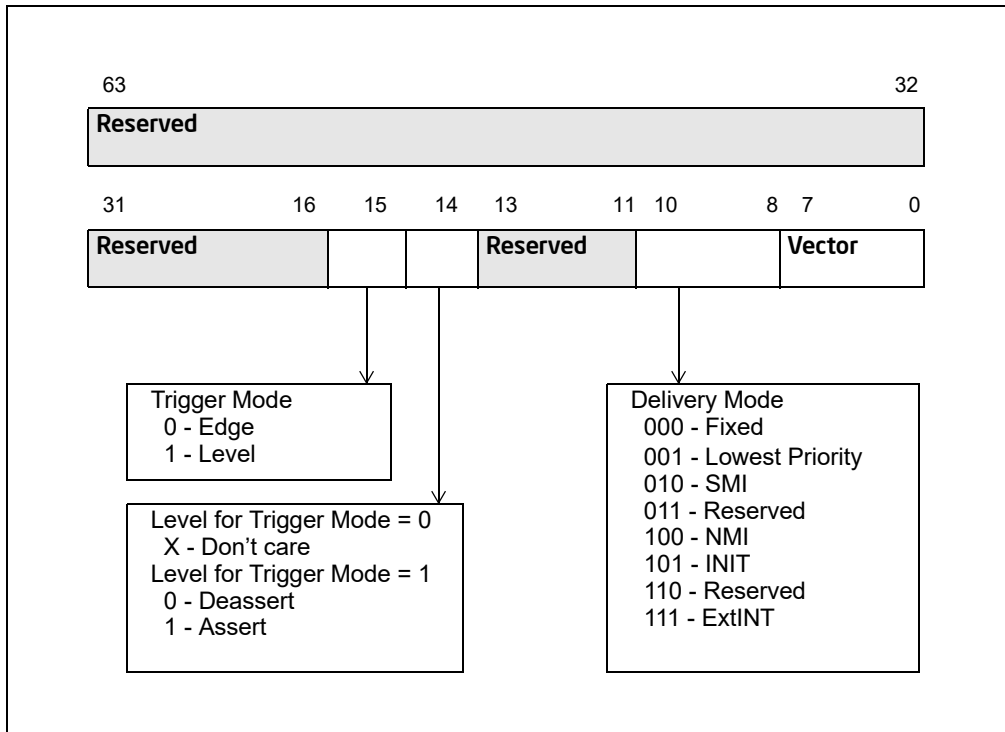 63 32
Reserved
31 16 15 14 13 11 10 8 7 0
Reserved Reserved Vector
Trigger Mode
0 - Edge
1 - Level
Level for Trigger Mode = 0
X - Don’t care
Level for Trigger Mode = 1
0 - Deassert
1 - Assert
Delivery Mode
000 - Fixed
001 - Lowest Priority
010 - SMI
011 - Reserved
100 - NMI
101 - INIT
110 - Reserved
111 - ExtINT